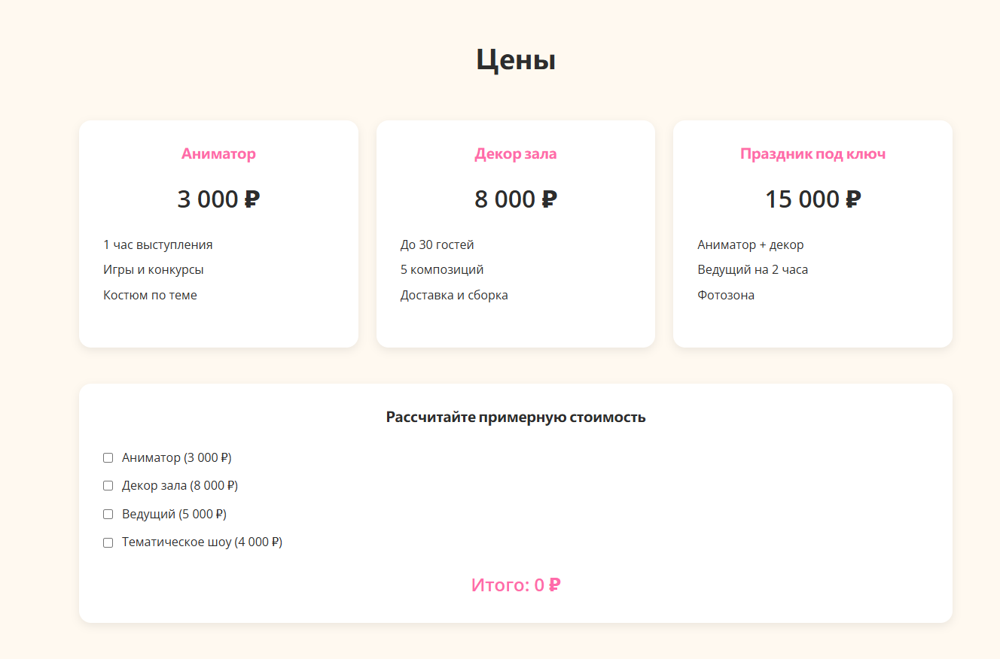 Цены
Аниматор
3 000 ₽
1 час выступления
Игры и конкурсы
Костюм по теме
Декор зала
8 000 ₽
До 30 гостей
5 композиций
Доставка и сборка
Праздник под ключ
15 000 ₽
Аниматор + декор
Ведущий на 2 часа
Фотозона
Рассчитайте примерную стоимость
Аниматор (3 000 ₽)
Декор зала (8 000 ₽)
Ведущий (5 000 ₽)
Тематическое шоу (4 000 ₽)
Итого: 0 ₽